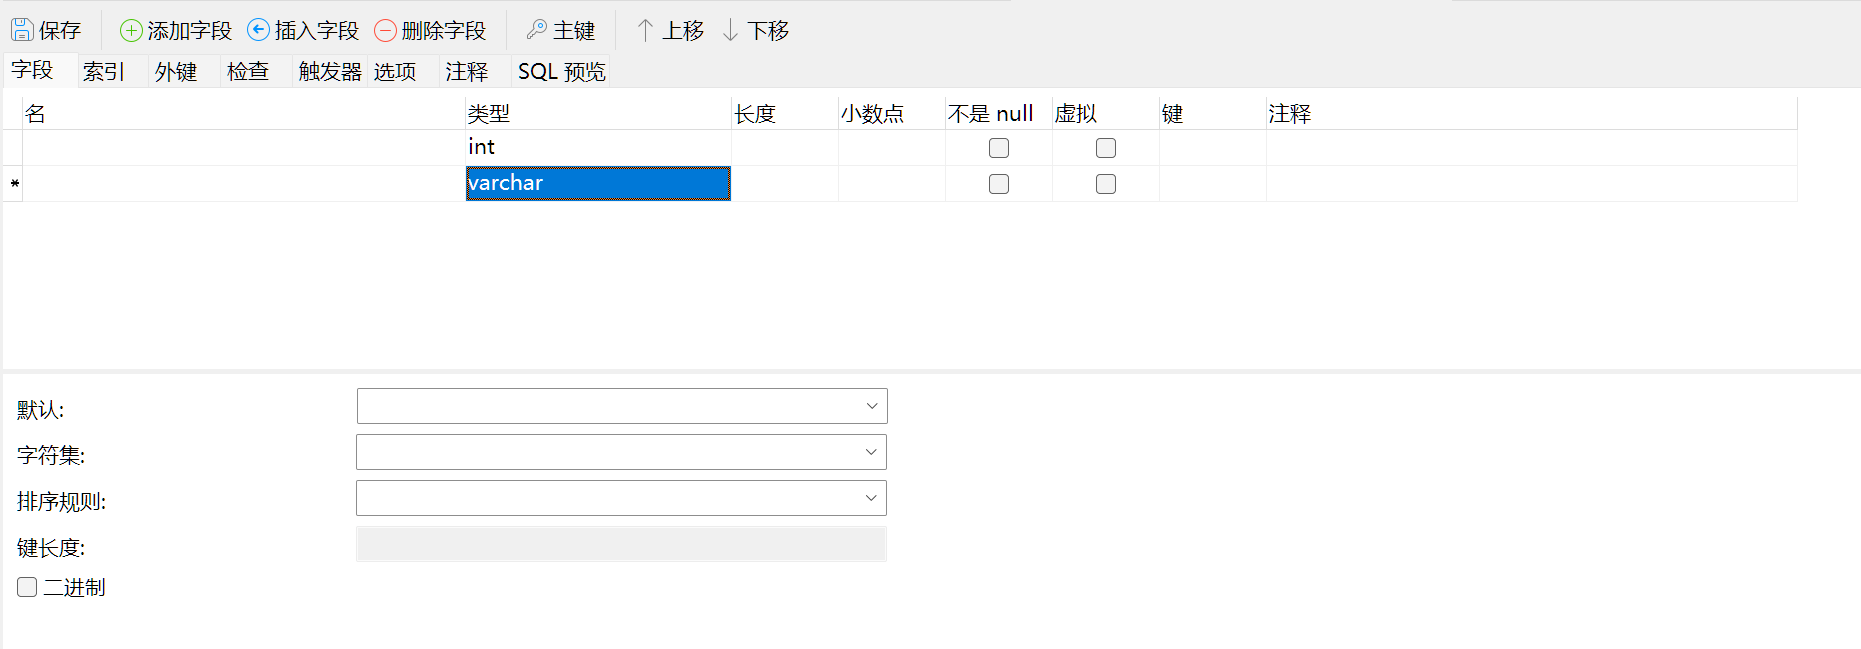 保存 添加字段 插入字段 删除字段 主键 上移 下移
字段 索引 外键 检查 触发器 选项 注释 SQL 预览
名 类型 长度 小数点 不是 null 虚拟 键 注释
int
* varchar
默认:
字符集:
排序规则:
键长度:
二进制